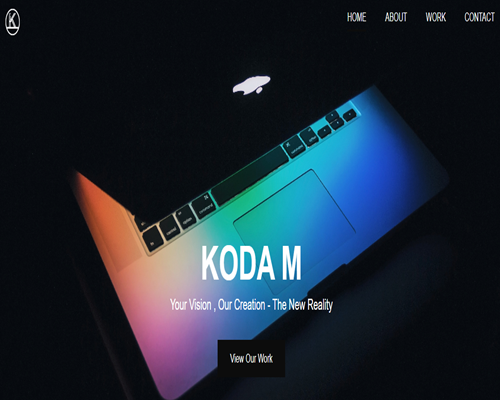 K
HOME ABOUT WORK CONTACT
KODA M
Your Vision , Our Creation - The New Reality
View Our Work